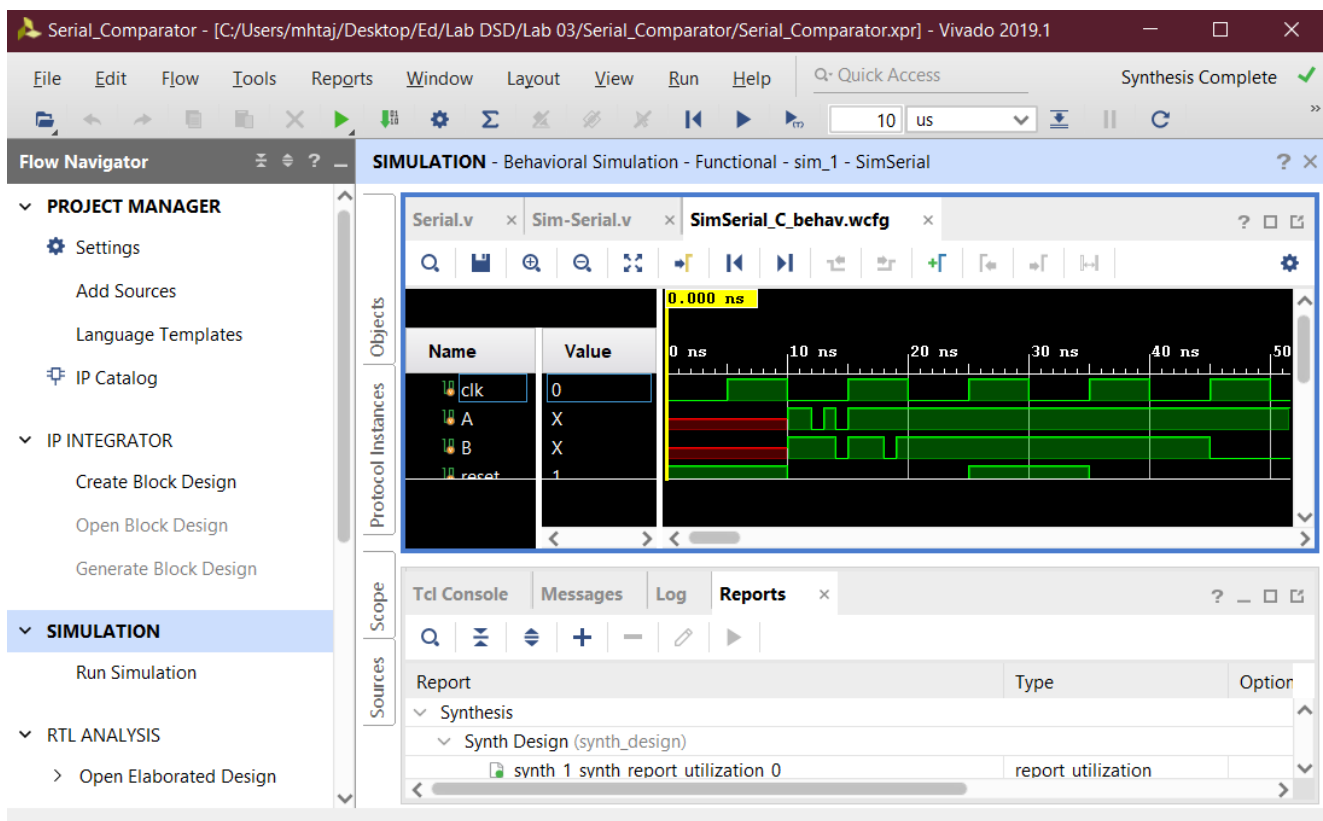 Serial_Comparator - [C:/Users/mhtaj/Desktop/Ed/Lab DSD/Lab 03/Serial_Comparator/Serial_Comparator.xpr] - Vivado 2019.1
File Edit Flow Tools Reports Window Layout View Run Help Quick Access Synthesis Complete
10 us
Flow Navigator
SIMULATION - Behavioral Simulation - Functional - sim_1 - SimSerial
PROJECT MANAGER
Settings
Add Sources
Language Templates
IP Catalog
IP INTEGRATOR
Create Block Design
Open Block Design
Generate Block Design
SIMULATION
Run Simulation
RTL ANALYSIS
Open Elaborated Design
Objects
Protocol Instances
Scope
Sources
Serial.v Sim-Serial.v SimSerial_C_behav.wcfg
0.000 ns
Name Value 0 ns 10 ns 20 ns 30 ns 40 ns 50
clk 0
A X
B X
reset 1
Tcl Console Messages Log Reports
Report Type Option
Synthesis
Synth Design (synth_design)
synth_1_synth_report_utilization_0 report_utilization